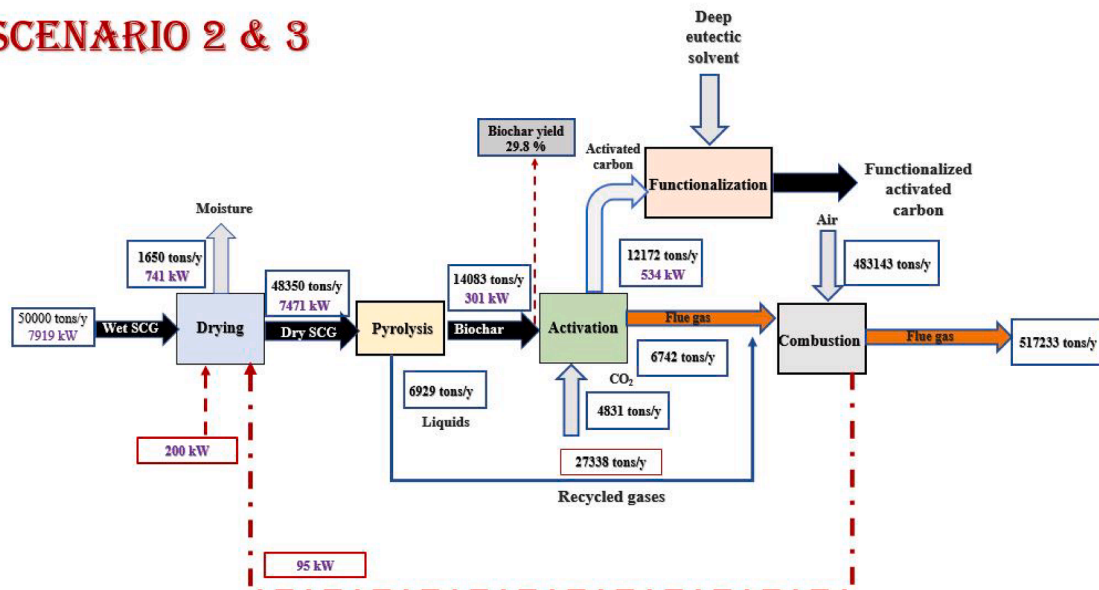 SCENARIO 2 & 3
Deep
eutectic
solvent
Biochar yield
29.8 %
Activated
carbon
Functionalization
Functionalized
activated
carbon
Moisture
Air
1650 tons/y
741 kW
12172 tons/y
534 kW
483143 tons/y
48350 tons/y
7471 kW
14083 tons/y
301 kW
50000 tons/y
7919 kW
Wet SCG
Drying
Dry SCG
Pyrolysis
Biochar
Activation
Flue gas
Combustion
Flue gas
517233 tons/y
6742 tons/y
CO₂
6929 tons/y
Liquids
4831 tons/y
200 kW
27338 tons/y
Recycled gases
95 kW